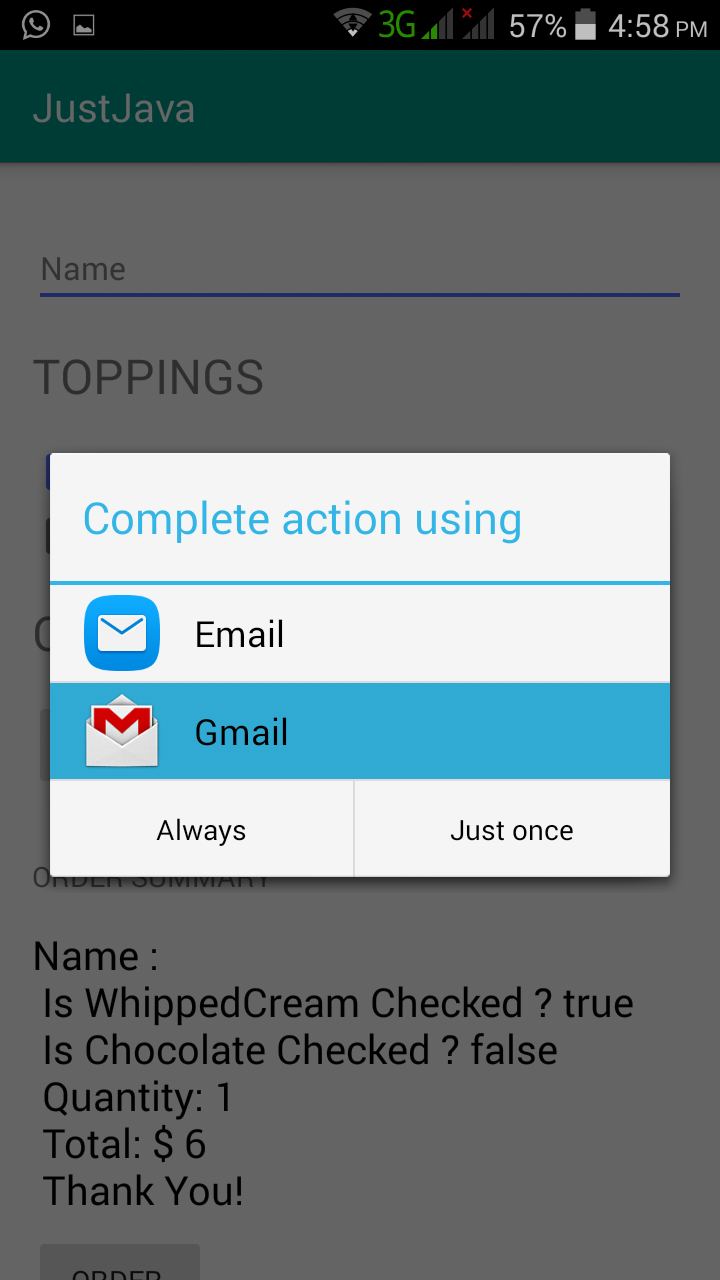 3G 57% 4:58 PM
JustJava
Name
TOPPINGS
Complete action using
Email
Gmail
Always
Just once
ORDER SUMMARY
Name :
Is WhippedCream Checked ? true
Is Chocolate Checked ? false
Quantity: 1
Total: $ 6
Thank You!
ORDER